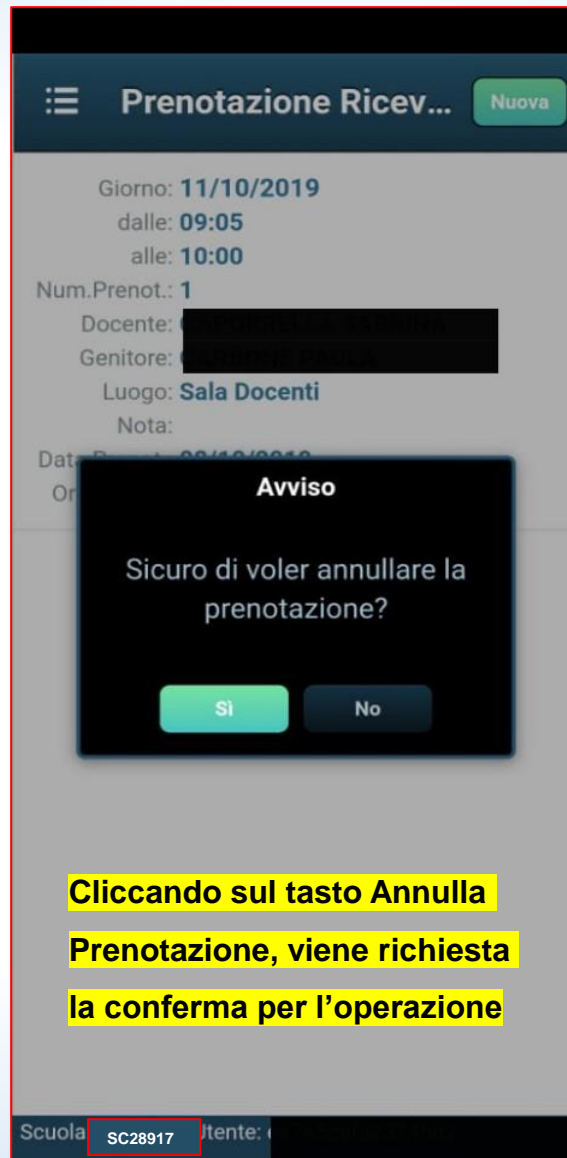 Prenotazione Ricev... Nuova
Giorno: 11/10/2019
dalle: 09:05
alle: 10:00
Num.Prenot.: 1
Docente:
Genitore:
Luogo: Sala Docenti
Nota:
Avviso
Sicuro di voler annullare la
prenotazione?
Sì No
Cliccando sul tasto Annulla
Prenotazione, viene richiesta
la conferma per l'operazione
Scuola SC28917 Utente: